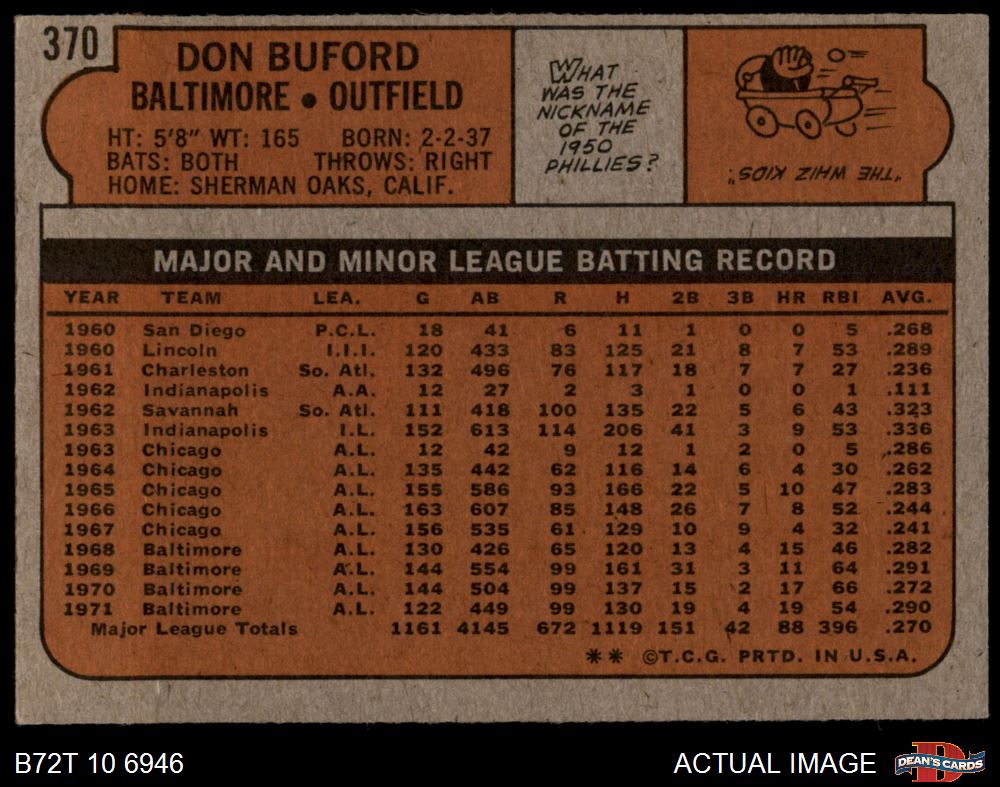 370
DON BUFORD
BALTIMORE • OUTFIELD
HT: 5'8" WT: 165 BORN: 2-2-37
BATS: BOTH THROWS: RIGHT
HOME: SHERMAN OAKS, CALIF.
WHAT
WAS THE
NICKNAME
OF THE
1950
PHILLIES?
"THE WHIZ KIDS"
MAJOR AND MINOR LEAGUE BATTING RECORD
YEAR TEAM LEA. G AB R H 2B 3B HR RBI AVG.
1960 San Diego P.C.L. 18 41 6 11 1 0 0 5 .268
1960 Lincoln I.I.I. 120 433 83 125 21 8 7 53 .289
1961 Charleston So. Atl. 132 496 76 117 18 7 7 27 .236
1962 Indianapolis A.A. 12 27 2 3 1 0 0 1 .111
1962 Savannah So. Atl. 111 418 100 135 22 5 6 43 .323
1963 Indianapolis I.L. 152 613 114 206 41 3 9 53 .336
1963 Chicago A.L. 12 42 9 12 1 2 0 5 .286
1964 Chicago A.L. 135 442 62 116 14 6 4 30 .262
1965 Chicago A.L. 155 586 93 166 22 5 10 47 .283
1966 Chicago A.L. 163 607 85 148 26 7 8 52 .244
1967 Chicago A.L. 156 535 61 129 10 9 4 32 .241
1968 Baltimore A.L. 130 426 65 120 13 4 15 46 .282
1969 Baltimore A.L. 144 554 99 161 31 3 11 64 .291
1970 Baltimore A.L. 144 504 99 137 15 2 17 66 .272
1971 Baltimore A.L. 122 449 99 130 19 4 19 54 .290
Major League Totals 1161 4145 672 1119 151 42 88 396 .270
** ©T.C.G. PRTD. IN U.S.A.
B72T 10 6946
ACTUAL IMAGE
D
DEAN'S CARDS